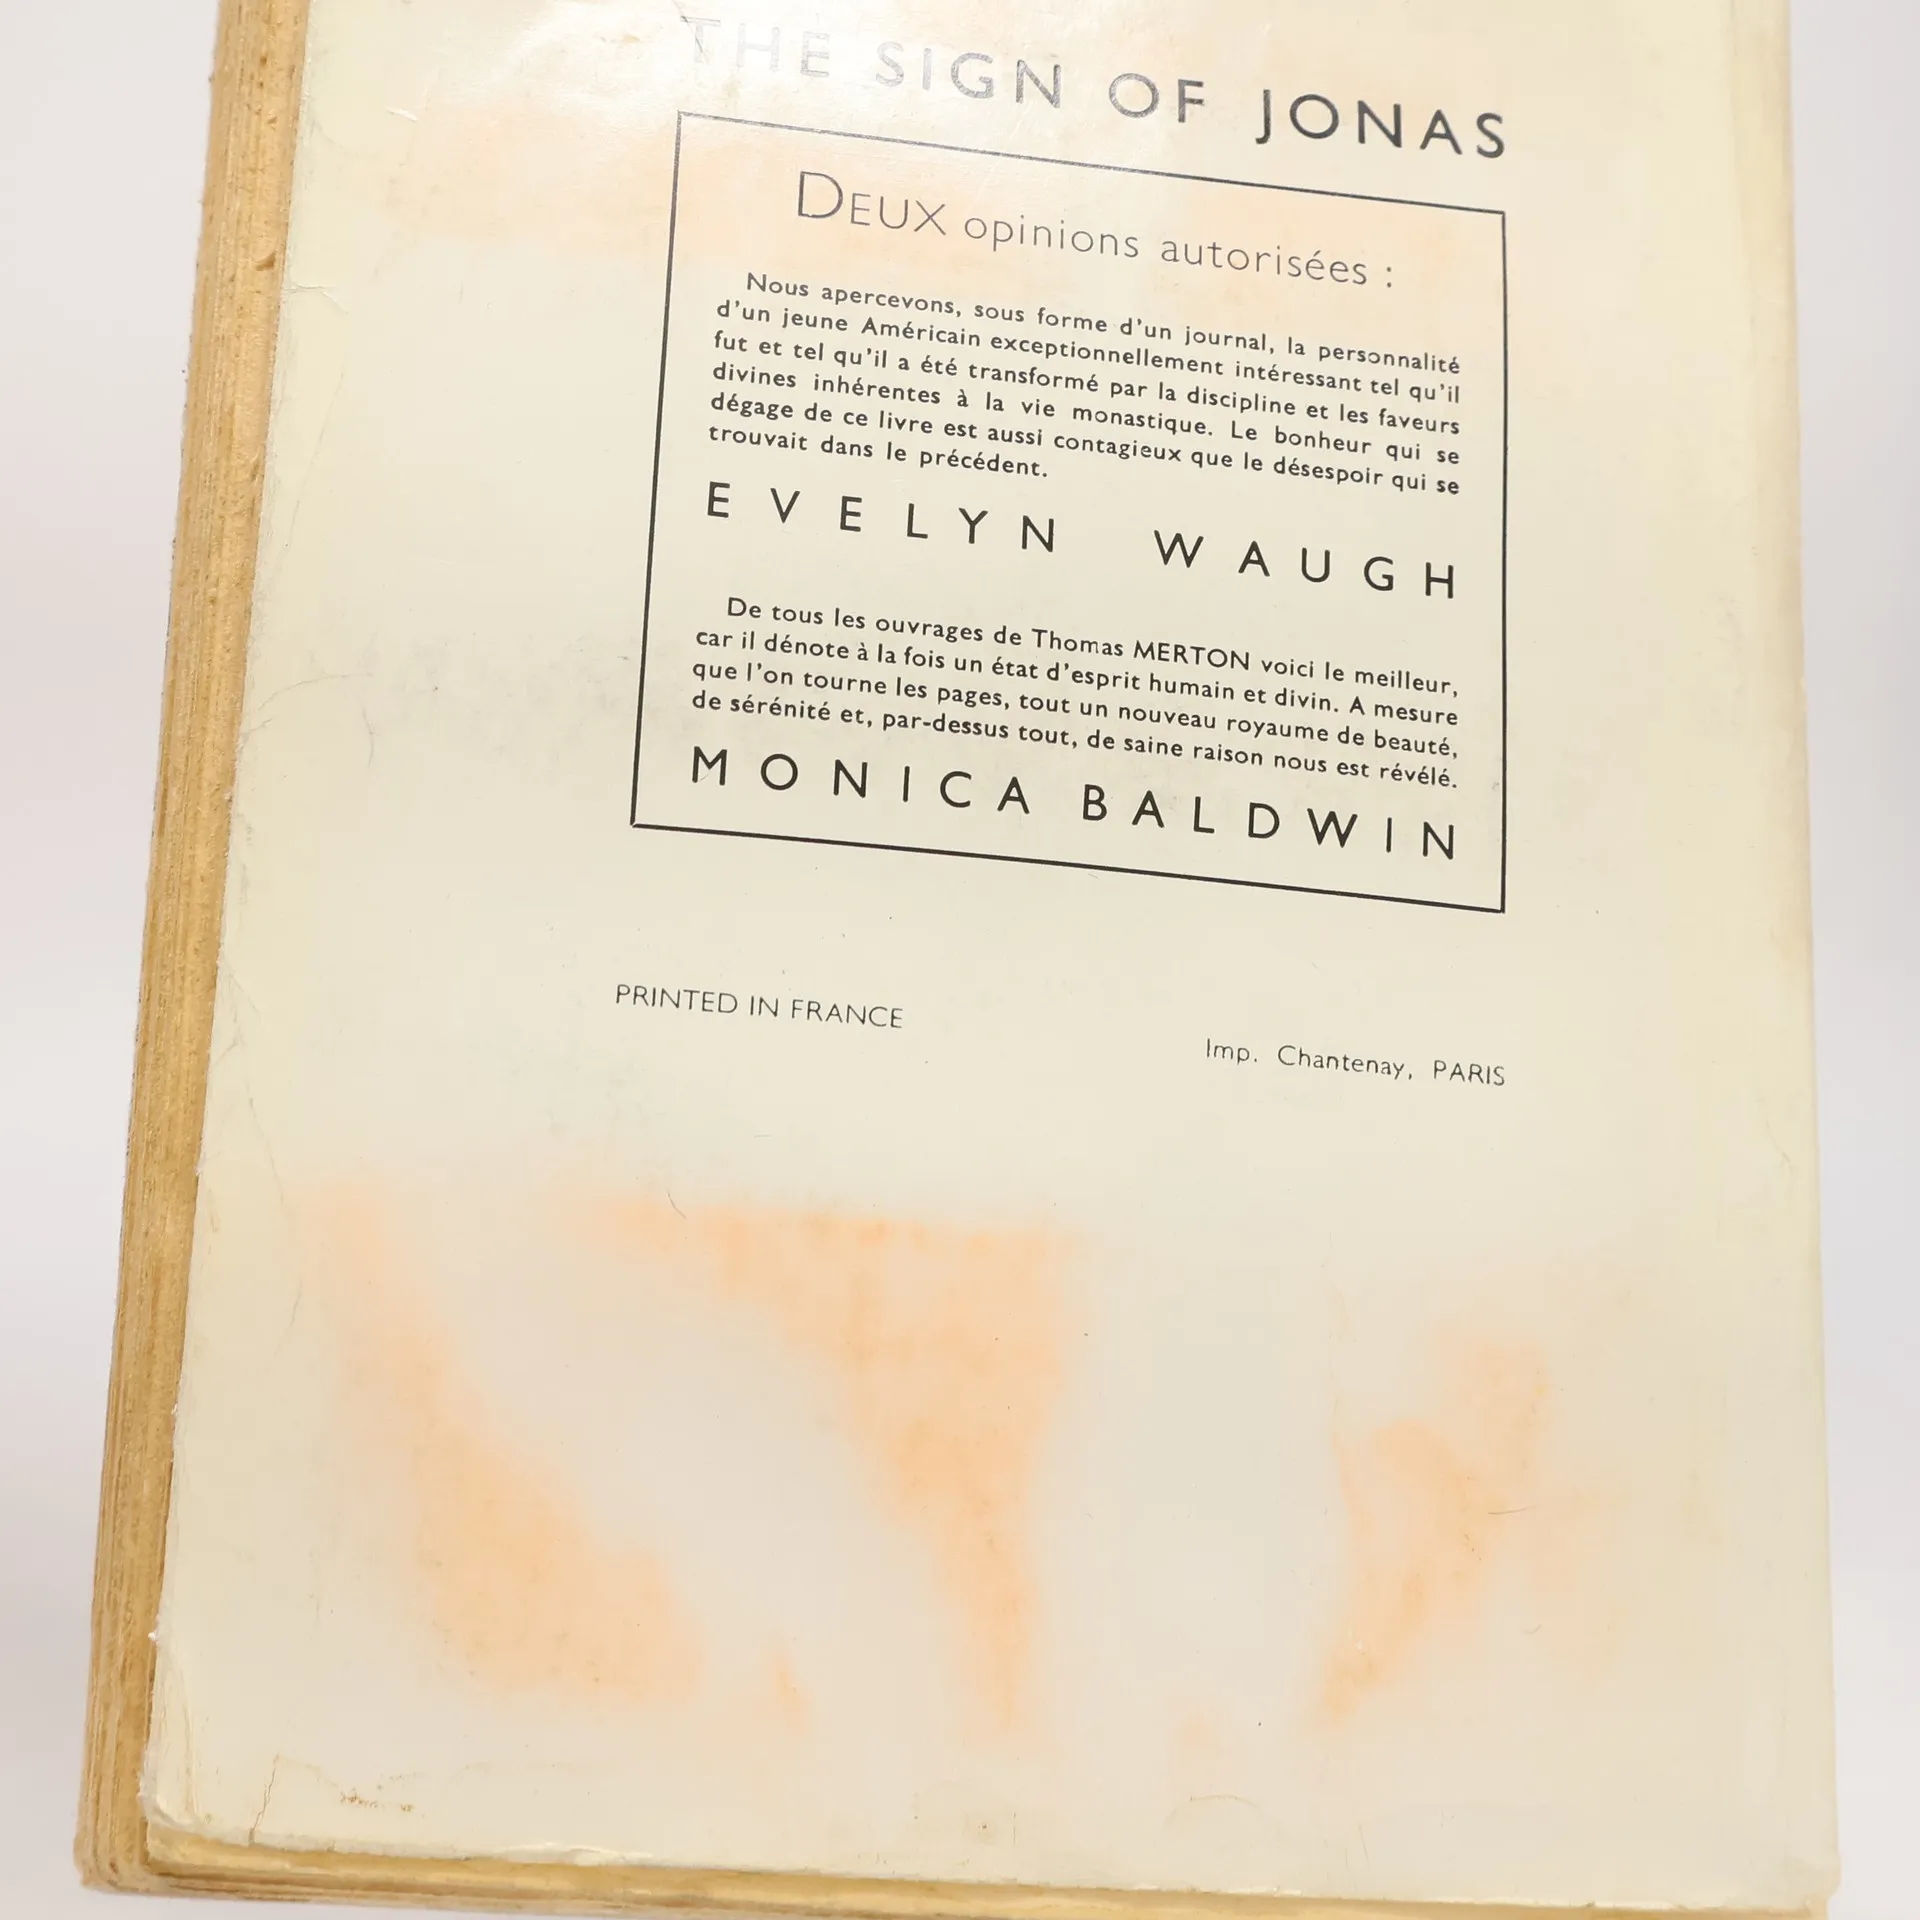 THE SIGN OF JONAS
DEUX opinions autorisées :
Nous apercevons, sous forme d'un journal, la personnalité
d'un jeune Américain exceptionnellement intéressant tel qu'il
fut et tel qu'il a été transformé par la discipline et les faveurs
divines inhérentes à la vie monastique. Le bonheur qui se
dégage de ce livre est aussi contagieux que le désespoir qui se
trouvait dans le précédent.
EVELYN WAUGH
De tous les ouvrages de Thomas MERTON voici le meilleur,
car il dénote à la fois un état d'esprit humain et divin. A mesure
que l'on tourne les pages, tout un nouveau royaume de beauté,
de sérénité et, par-dessus tout, de saine raison nous est révélé.
MONICA BALDWIN
PRINTED IN FRANCE
Imp. Chantenay, PARIS